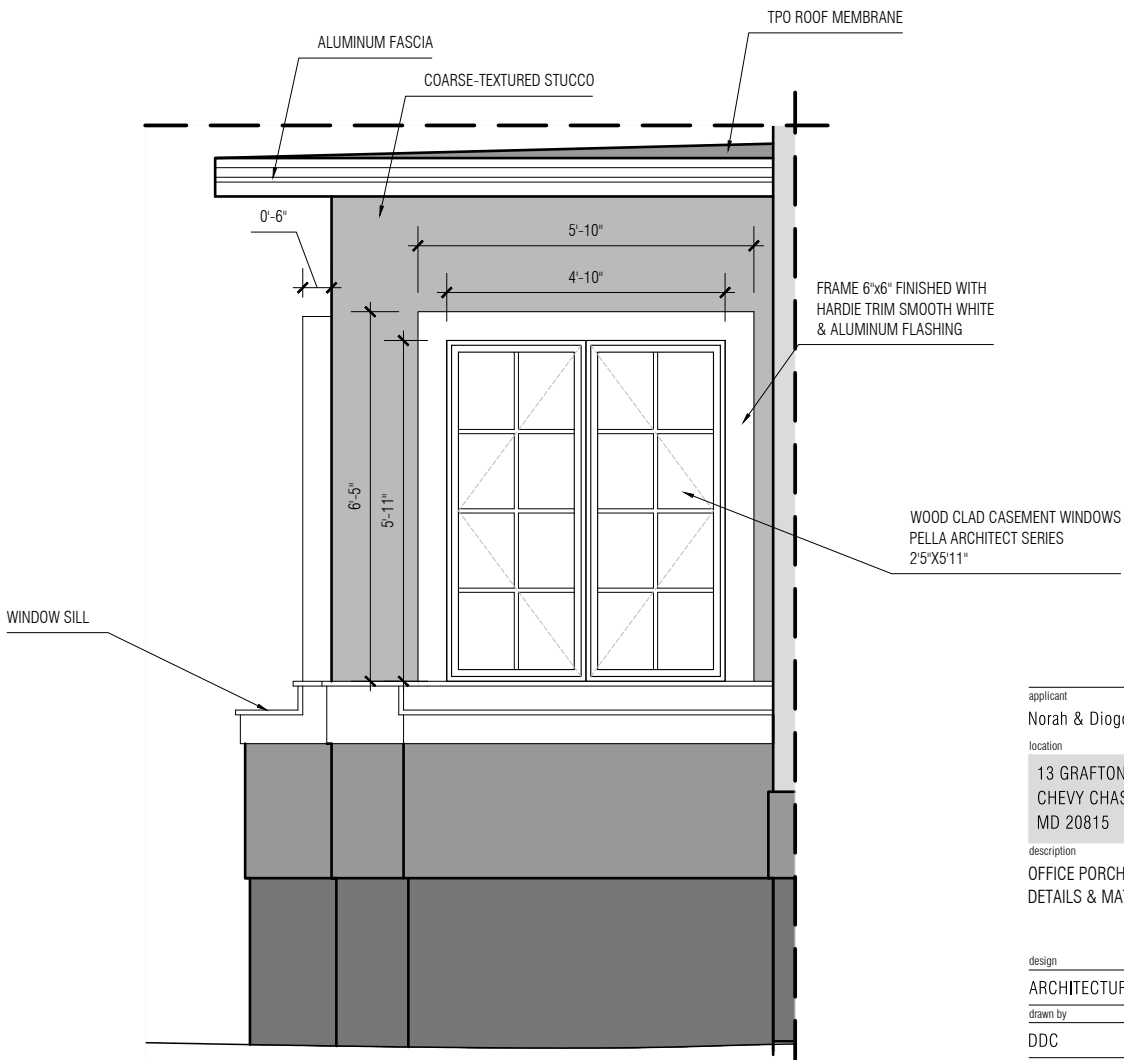 TPO ROOF MEMBRANE
ALUMINUM FASCIA
COARSE-TEXTURED STUCCO
0'-6"
5'-10"
4'-10"
FRAME 6"x6" FINISHED WITH
HARDIE TRIM SMOOTH WHITE
& ALUMINUM FLASHING
6'-5"
5'-11"
WOOD CLAD CASEMENT WINDOWS
PELLA ARCHITECT SERIES
2'5"X5'11"
WINDOW SILL
applicant
Norah &
location
13 GRAFTON
CHEVY
MD 20815
description
OFFICE PORCH
DETAILS &
design
drawn by
DDC